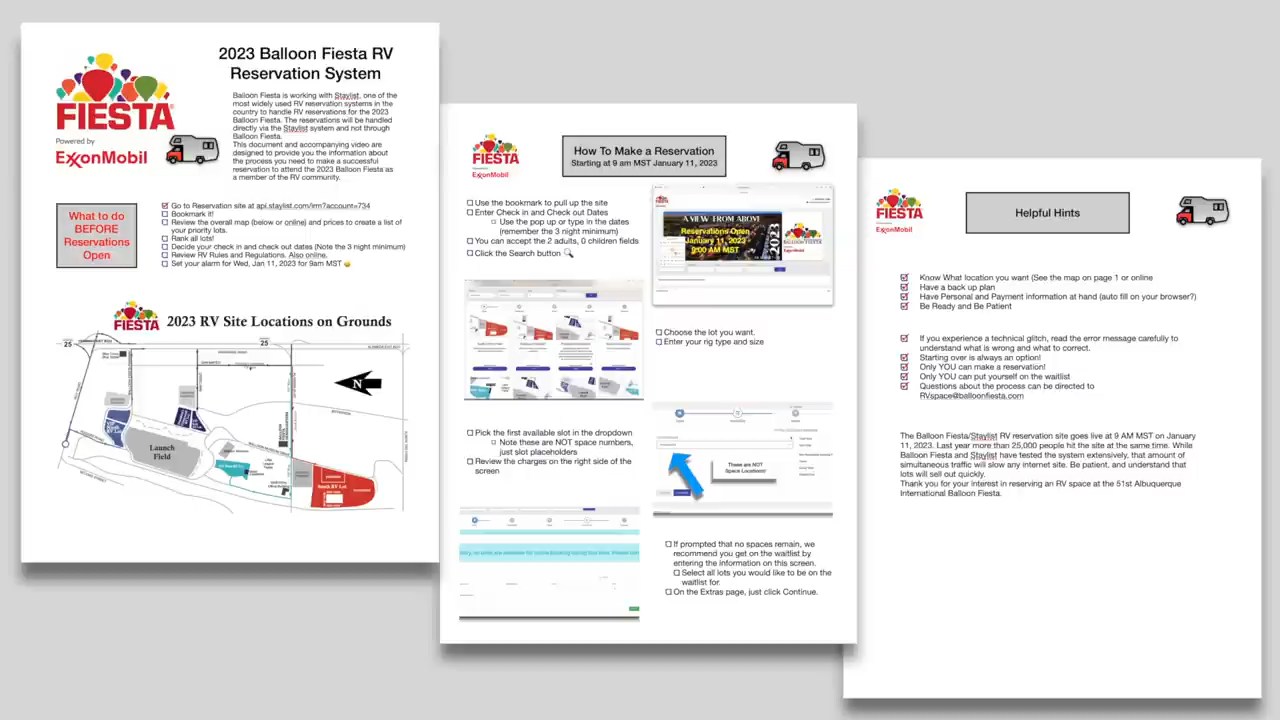 2023 Balloon Fiesta RV
Reservation System
FIESTA
Powered by
ExxonMobil
Balloon Fiesta is working with Staylist, one of the
most widely used RV reservation systems in the
country to handle RV reservations for the 2023
Balloon Fiesta. The reservations will be handled
directly via the Staylist system and not through
Balloon Fiesta.
This document and accompanying video are
designed to provide you the information about
the process you need to make a successful
reservation to attend the 2023 Balloon Fiesta as
a member of the RV community.
What to do
BEFORE
Reservations
Open
Go to Reservation site at api.staylist.com/irm?account=734
Bookmark it!
Review the overall map (below or online) and prices to create a list of
your priority lots.
Rank all lots!
Decide your check in and check out dates (Note the 3 night minimum)
Review RV Rules and Regulations. Also online.
Set your alarm for Wed, Jan 11, 2023 for 9am MST
FIESTA
2023 RV Site Locations on Grounds
25
25
N
Launch
Field
South RV Lot
FIESTA
ExxonMobil
How To Make a Reservation
Starting at 9 am MST January 11, 2023
Use the bookmark to pull up the site
Enter Check in and Check out Dates
Use the pop up or type in the dates
(remember the 3 night minimum)
You can accept the 2 adults, 0 children fields
Click the Search button
A VIEW FROM ABOVE
Reservations Open
January 11, 2023
9:00 AM MST
2023
Choose the lot you want.
Enter your rig type and size
Pick the first available slot in the dropdown
Note these are NOT space numbers,
just slot placeholders
Review the charges on the right side of the
screen
These are NOT
Space Locations!
If prompted that no spaces remain, we
recommend you get on the waitlist by
entering the information on this screen.
Select all lots you would like to be on the
waitlist for.
On the Extras page, just click Continue.
FIESTA
ExxonMobil
Helpful Hints
Know What location you want (See the map on page 1 or online
Have a back up plan
Have Personal and Payment information at hand (auto fill on your browser?)
Be Ready and Be Patient
If you experience a technical glitch, read the error message carefully to
understand what is wrong and what to correct.
Starting over is always an option!
Only YOU can make a reservation!
Only YOU can put yourself on the waitlist
Questions about the process can be directed to
RVspace@balloonfiesta.com
The Balloon Fiesta/Staylist RV reservation site goes live at 9 AM MST on January
11, 2023. Last year more than 25,000 people hit the site at the same time. While
Balloon Fiesta and Staylist have tested the system extensively, that amount of
simultaneous traffic will slow any internet site. Be patient, and understand that
lots will sell out quickly.
Thank you for your interest in reserving an RV space at the 51st Albuquerque
International Balloon Fiesta.